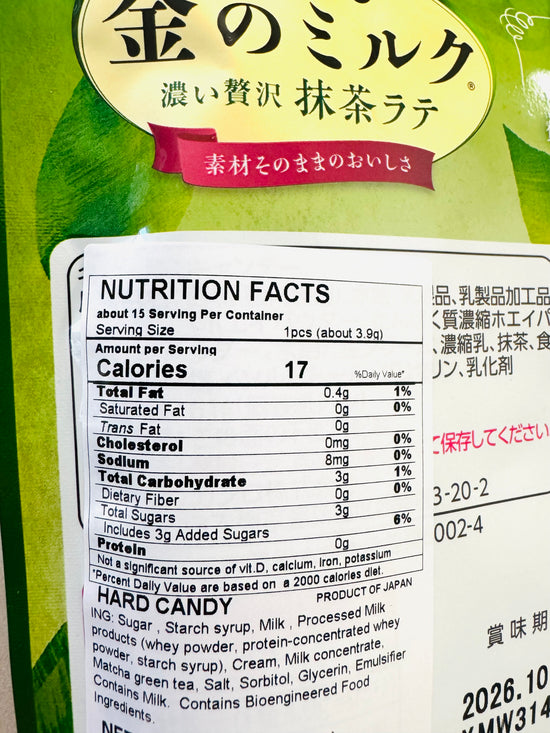 金のミルク®
濃い贅沢 抹茶ラテ
素材そのままのおいしさ
NUTRITION FACTS
about 15 Serving Per Container
Serving Size 1pcs (about 3.9g)
Amount per Serving
Calories 17 %Daily Value*
Total Fat 0.4g 1%
Saturated Fat 0g 0%
Trans Fat 0g
Cholesterol 0mg 0%
Sodium 8mg 0%
Total Carbohydrate 3g 1%
Dietary Fiber 0g 0%
Total Sugars 3g
Includes 3g Added Sugars 6%
Protein 0g
Not a significant source of vit.D, calcium, iron, potassium
*Percent Daily Value are based on a 2000 calories diet.
PRODUCT OF JAPAN
HARD CANDY
ING: Sugar , Starch syrup, Milk , Processed Milk
products (whey powder, protein-concentrated whey
powder, starch syrup), Cream, Milk concentrate,
Matcha green tea, Salt, Sorbitol, Glycerin, Emulsifier
Contains Milk. Contains Bioengineered Food
Ingredients.
品、乳製品加工品
質濃縮ホエイパ
、濃縮乳、抹茶、食
リン、乳化剤
保存してください
3-20-2
002-4
賞味期
2026.10
MW314